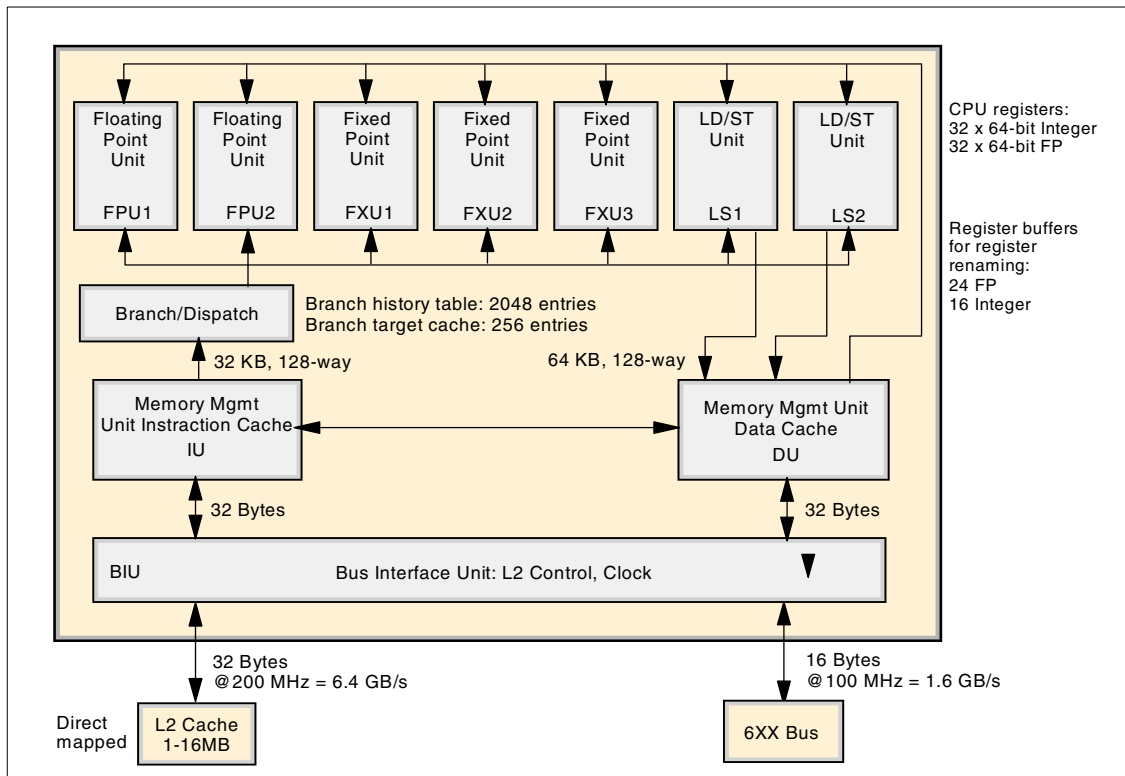 Floating
Point
Unit
FPU1
Floating
Point
Unit
FPU2
Fixed
Point
Unit
FXU1
Fixed
Point
Unit
FXU2
Fixed
Point
Unit
FXU3
LD/ST
Unit
LS1
LD/ST
Unit
LS2
CPU registers:
32 x 64-bit Integer
32 x 64-bit FP
Register buffers
for register
renaming:
24 FP
16 Integer
Branch/Dispatch
Branch history table: 2048 entries
Branch target cache: 256 entries
32 KB, 128-way
64 KB, 128-way
Memory Mgmt
Unit Instraction Cache
IU
Memory Mgmt Unit
Data Cache
DU
32 Bytes
32 Bytes
BIU
Bus Interface Unit: L2 Control, Clock
32 Bytes
@200 MHz = 6.4 GB/s
16 Bytes
@100 MHz = 1.6 GB/s
Direct
mapped
L2 Cache
1-16MB
6XX Bus